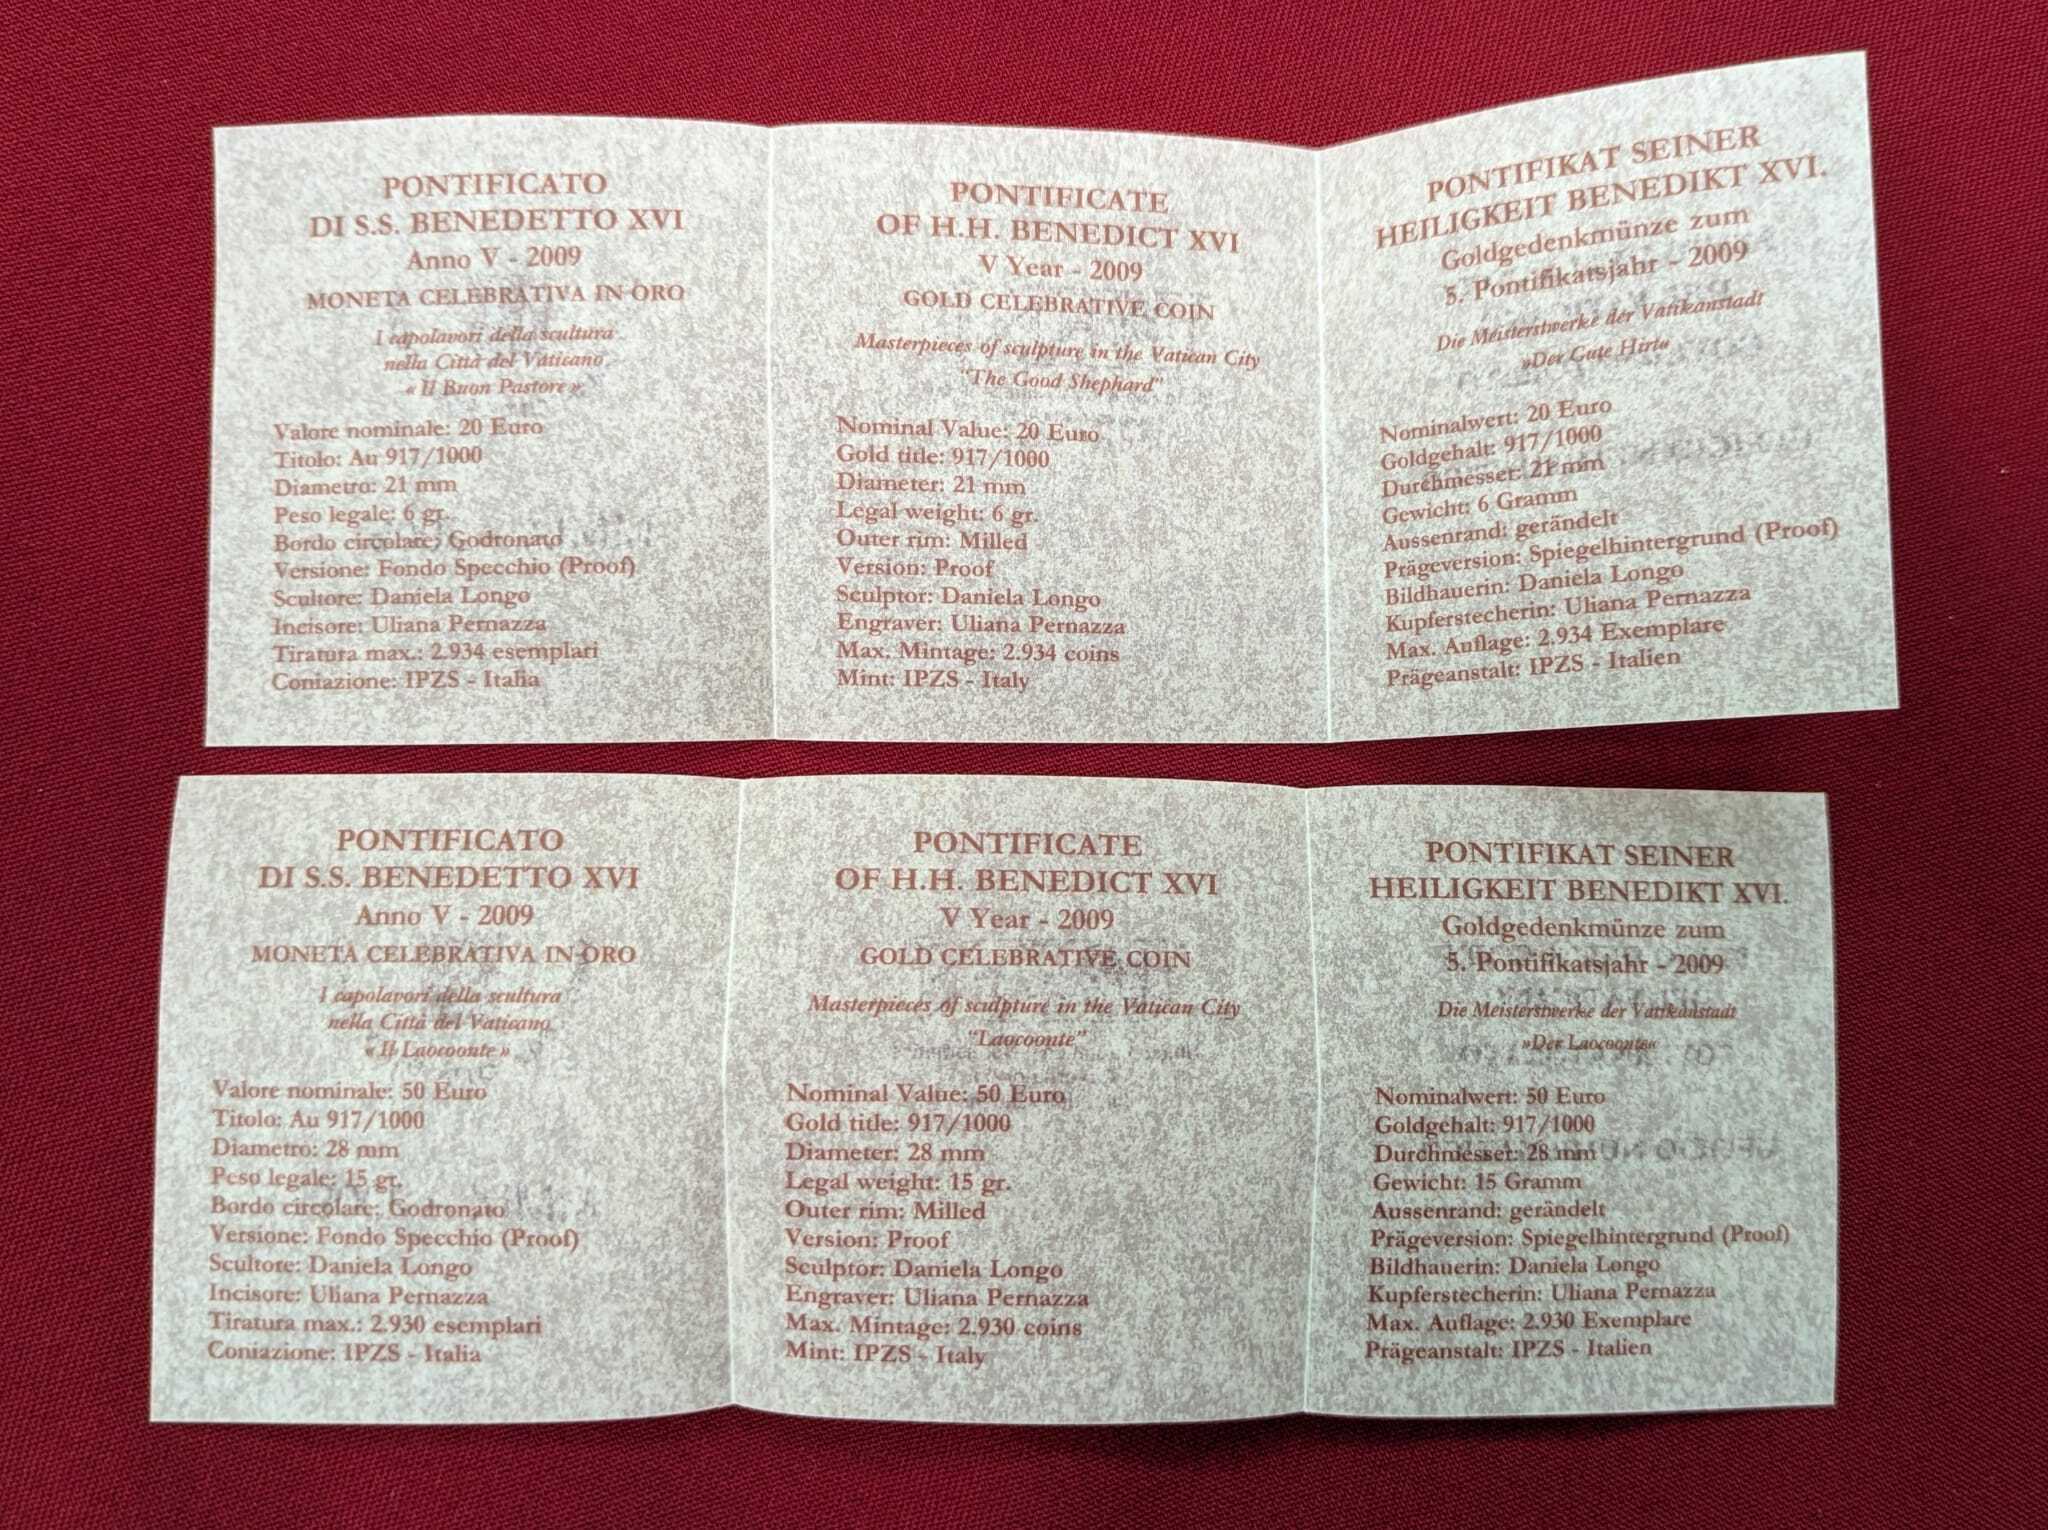 PONTIFICATO
DI S.S. BENEDETTO XVI
Anno V - 2009
MONETA CELEBRATIVA IN ORO
I capolavori della scultura
nella Città del Vaticano
« Il Buon Pastore »
Valore nominale: 20 Euro
Titolo: Au 917/1000
Diametro: 21 mm
Peso legale: 6 gr.
Bordo circolare: Godronato
Versione: Fondo Specchio (Proof)
Scultore: Daniela Longo
Incisore: Uliana Pernazza
Tiratura max.: 2.934 esemplari
Coniazione: IPZS - Italia
PONTIFICATE
OF H.H. BENEDICT XVI
V Year - 2009
GOLD CELEBRATIVE COIN
Masterpieces of sculpture in the Vatican City
"The Good Shephard"
Nominal Value: 20 Euro
Gold title: 917/1000
Diameter: 21 mm
Legal weight: 6 gr.
Outer rim: Milled
Version: Proof
Sculptor: Daniela Longo
Engraver: Uliana Pernazza
Max. Mintage: 2.934 coins
Mint: IPZS - Italy
PONTIFIKAT SEINER
HEILIGKEIT BENEDIKT XVI.
Goldgedenkmünze zum
5. Pontifikatsjahr - 2009
Die Meisterstwerke der Vatikanstadt
»Der Gute Hirt«
Nominalwert: 20 Euro
Goldgehalt: 917/1000
Durchmesser: 21 mm
Gewicht: 6 Gramm
Aussenrand: gerändelt
Prägeversion: Spiegelhintergrund (Proof)
Bildhauerin: Daniela Longo
Kupferstecherin: Uliana Pernazza
Max. Auflage: 2.934 Exemplare
Prägeanstalt: IPZS - Italien
PONTIFICATO
DI S.S. BENEDETTO XVI
Anno V - 2009
MONETA CELEBRATIVA IN ORO
I capolavori della scultura
nella Città del Vaticano
« Il Laocoonte »
Valore nominale: 50 Euro
Titolo: Au 917/1000
Diametro: 28 mm
Peso legale: 15 gr.
Bordo circolare: Godronato
Versione: Fondo Specchio (Proof)
Scultore: Daniela Longo
Incisore: Uliana Pernazza
Tiratura max.: 2.930 esemplari
Coniazione: IPZS - Italia
PONTIFICATE
OF H.H. BENEDICT XVI
V Year - 2009
GOLD CELEBRATIVE COIN
Masterpieces of sculpture in the Vatican City
"Laocoonte"
Nominal Value: 50 Euro
Gold title: 917/1000
Diameter: 28 mm
Legal weight: 15 gr.
Outer rim: Milled
Version: Proof
Sculptor: Daniela Longo
Engraver: Uliana Pernazza
Max. Mintage: 2.930 coins
Mint: IPZS - Italy
PONTIFIKAT SEINER
HEILIGKEIT BENEDIKT XVI.
Goldgedenkmünze zum
5. Pontifikatsjahr - 2009
Die Meisterstwerke der Vatikanstadt
»Der Laocoonte«
Nominalwert: 50 Euro
Goldgehalt: 917/1000
Durchmesser: 28 mm
Gewicht: 15 Gramm
Aussenrand: gerändelt
Prägeversion: Spiegelhintergrund (Proof)
Bildhauerin: Daniela Longo
Kupferstecherin: Uliana Pernazza
Max. Auflage: 2.930 Exemplare
Prägeanstalt: IPZS - Italien